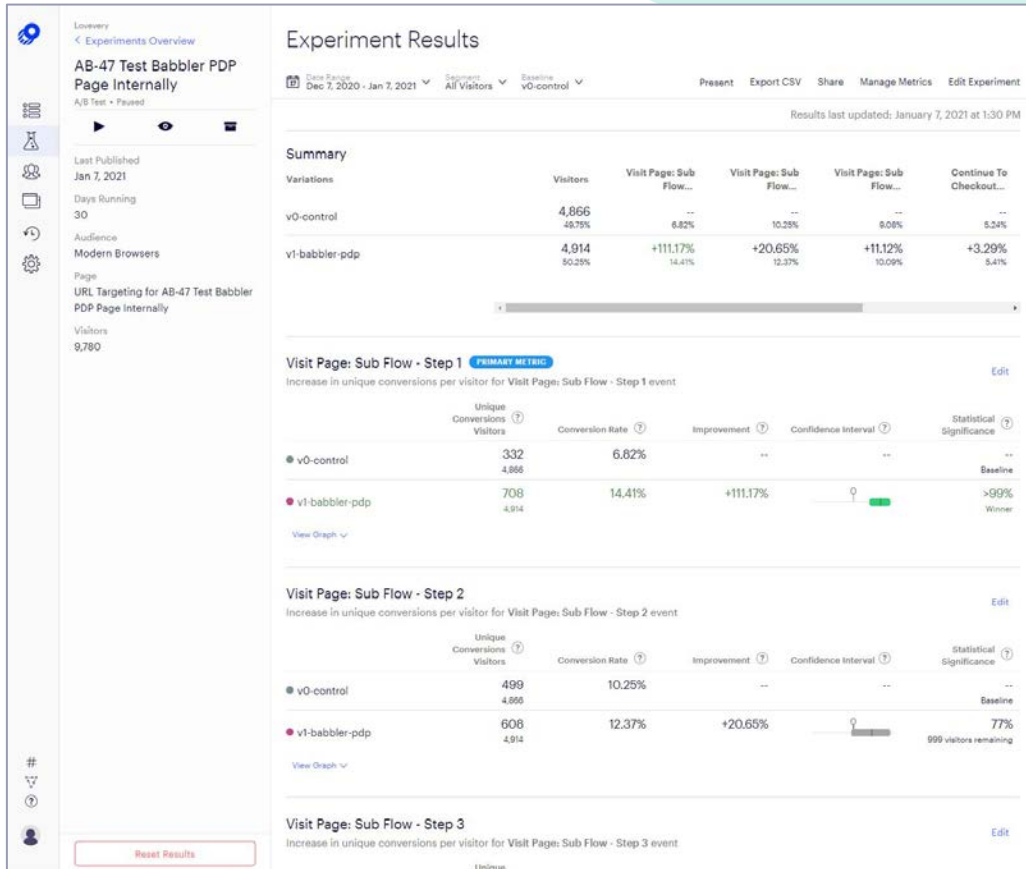 Lovevery
< Experiments Overview
AB-47 Test Babbler PDP
Page Internally
A/B Test • Paused
Last Published
Jan 7, 2021
Days Running
30
Audience
Modern Browsers
Page
URL Targeting for AB-47 Test Babbler
PDP Page Internally
Visitors
9,780
#
?
Reset Results
Experiment Results
Date Range
Dec 7, 2020 - Jan 7, 2021
Segment
All Visitors
Baseline
v0-control
Present Export CSV Share Manage Metrics Edit Experiment
Results last updated: January 7, 2021 at 1:30 PM
Summary
Variations Visitors Visit Page: Sub Flow... Visit Page: Sub Flow... Visit Page: Sub Flow... Continue To Checkout...
v0-control 4,866 -- -- -- --
49.75% 6.82% 10.25% 9.08% 5.24%
v1-babbler-pdp 4,914 +111.17% +20.65% +11.12% +3.29%
50.25% 14.41% 12.37% 10.09% 5.41%
Visit Page: Sub Flow - Step 1 PRIMARY METRIC
Edit
Increase in unique conversions per visitor for Visit Page: Sub Flow - Step 1 event
Unique Conversions ? Visitors Conversion Rate ? Improvement ? Confidence Interval ? Statistical Significance ?
v0-control 332 6.82% -- -- --
4,866 Baseline
v1-babbler-pdp 708 14.41% +111.17% >99%
4,914 Winner
View Graph
Visit Page: Sub Flow - Step 2
Edit
Increase in unique conversions per visitor for Visit Page: Sub Flow - Step 2 event
Unique Conversions ? Visitors Conversion Rate ? Improvement ? Confidence Interval ? Statistical Significance ?
v0-control 499 10.25% -- -- --
4,866 Baseline
v1-babbler-pdp 608 12.37% +20.65% 77%
4,914 999 visitors remaining
View Graph
Visit Page: Sub Flow - Step 3
Edit
Increase in unique conversions per visitor for Visit Page: Sub Flow - Step 3 event
Unique